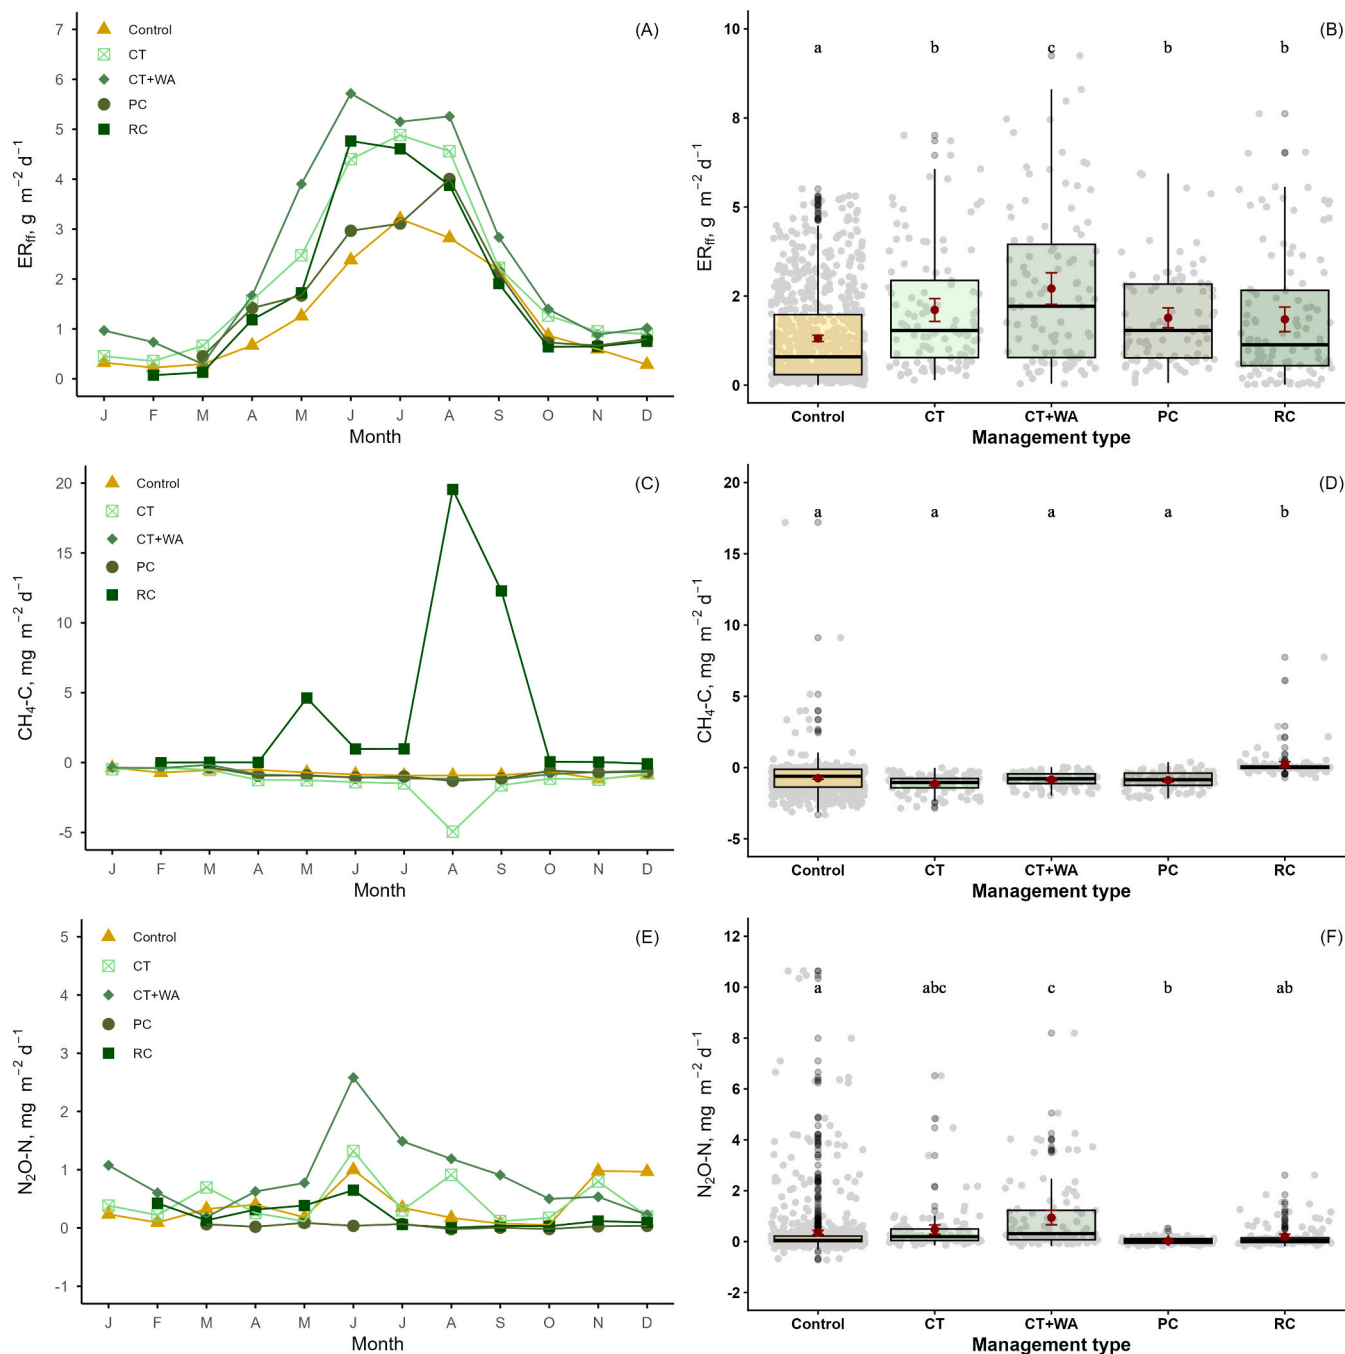 (A)
Control
CT
CT+WA
PC
RC
7
6
5
4
3
2
1
0
ER_ff, g m⁻² d⁻¹
J F M A M J J A S O N D
Month
(B)
a b c b b
10
8
5
2
0
ER_ff, g m⁻² d⁻¹
Control CT CT+WA PC RC
Management type
(C)
Control
CT
CT+WA
PC
RC
20
15
10
5
0
-5
CH₄-C, mg m⁻² d⁻¹
J F M A M J J A S O N D
Month
(D)
a a a a b
20
15
10
5
0
-5
CH₄-C, mg m⁻² d⁻¹
Control CT CT+WA PC RC
Management type
(E)
Control
CT
CT+WA
PC
RC
5
4
3
2
1
0
-1
N₂O-N, mg m⁻² d⁻¹
J F M A M J J A S O N D
Month
(F)
a abc c b ab
12
10
8
6
4
2
0
-2
N₂O-N, mg m⁻² d⁻¹
Control CT CT+WA PC RC
Management type